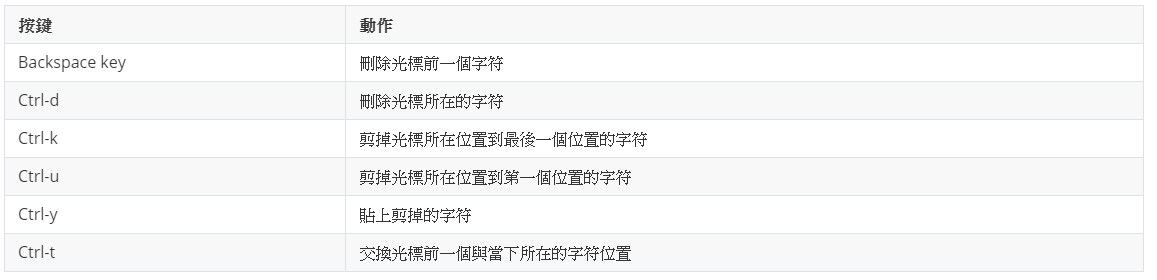 按鍵 動作
Backspace key 刪除光標前一個字符
Ctrl-d 刪除光標所在的字符
Ctrl-k 剪掉光標所在位置到最後一個位置的字符
Ctrl-u 剪掉光標所在位置到第一個位置的字符
Ctrl-y 貼上剪掉的字符
Ctrl-t 交換光標前一個與當下所在的字符位置